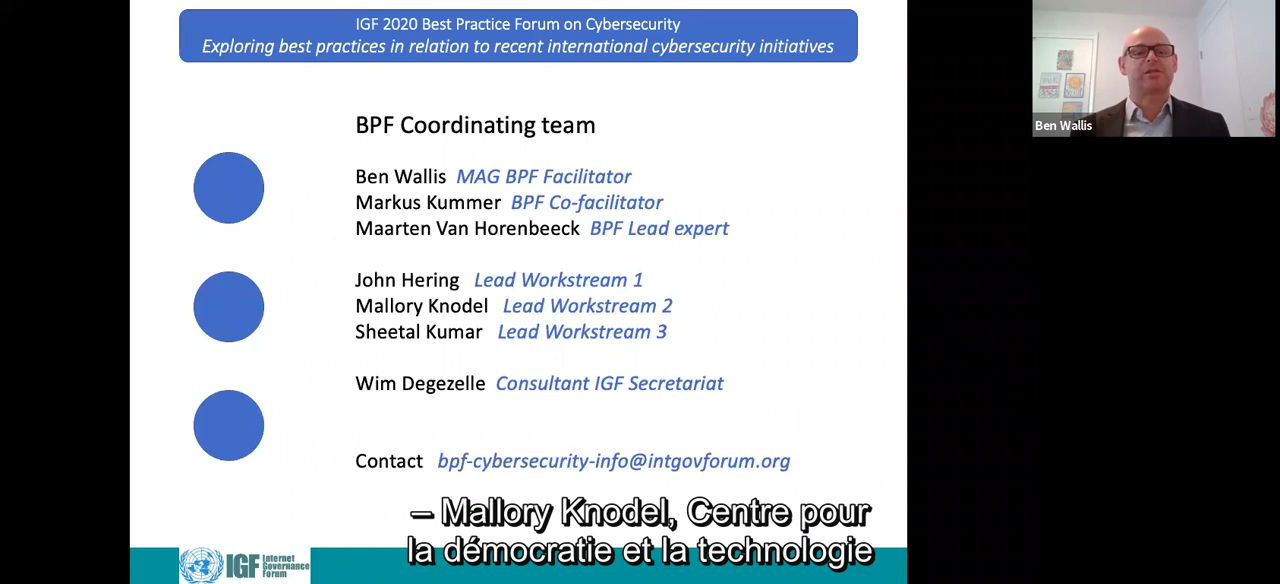 IGF 2020 Best Practice Forum on Cybersecurity
Exploring best practices in relation to recent international cybersecurity initiatives
Ben Wallis
BPF Coordinating team
Ben Wallis MAG BPF Facilitator
Markus Kummer BPF Co-facilitator
Maarten Van Horenbeeck BPF Lead expert
John Hering Lead Workstream 1
Mallory Knodel Lead Workstream 2
Sheetal Kumar Lead Workstream 3
Wim Degezelle Consultant IGF Secretariat
Contact bpf-cybersecurity-info@intgovforum.org
– Mallory Knodel, Centre pour
la démocratie et la technologie
IGF Internet
Governance
Forum